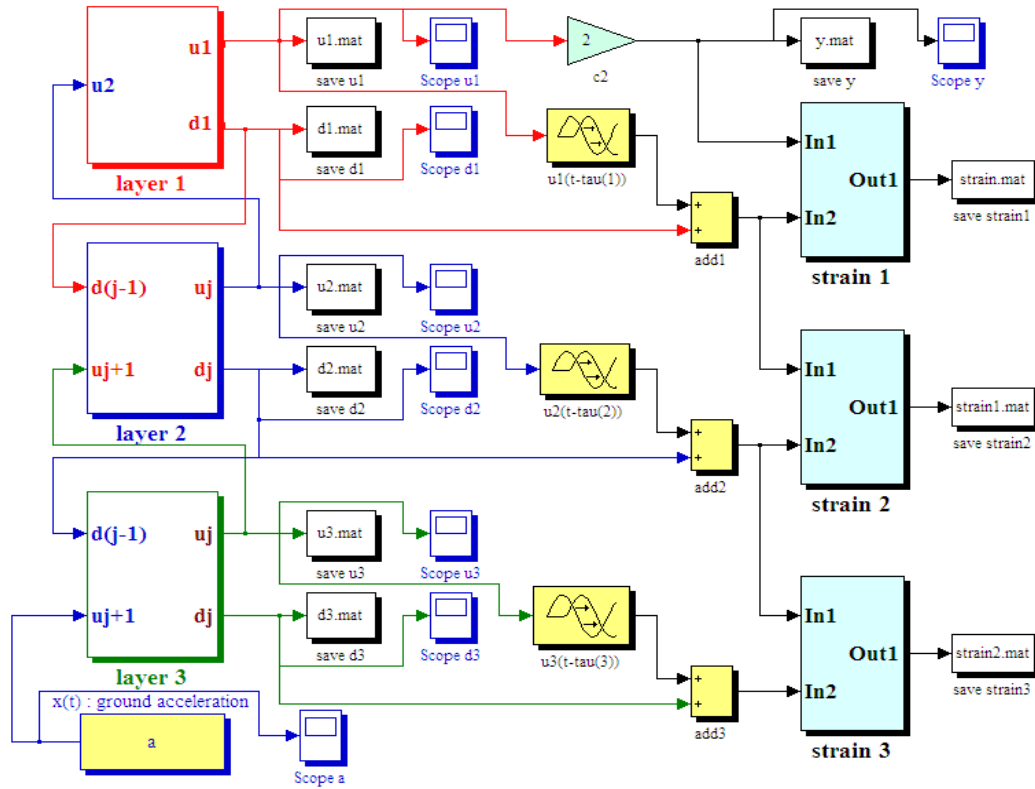 u1
u2
d1
layer 1
u1.mat
save u1
Scope u1
2
c2
y.mat
save y
Scope y
d1.mat
save d1
Scope d1
u1(t-tau(1))
+
+
add1
In1
In2
Out1
strain 1
strain.mat
save strain1
d(j-1)
uj
uj+1
dj
layer 2
u2.mat
save u2
Scope u2
d2.mat
save d2
Scope d2
u2(t-tau(2))
+
+
add2
In1
In2
Out1
strain 2
strain1.mat
save strain2
d(j-1)
uj
uj+1
dj
layer 3
u3.mat
save u3
Scope u3
d3.mat
save d3
Scope d3
u3(t-tau(3))
+
+
add3
In1
In2
Out1
strain 3
strain2.mat
save strain3
x(t) : ground acceleration
a
Scope a